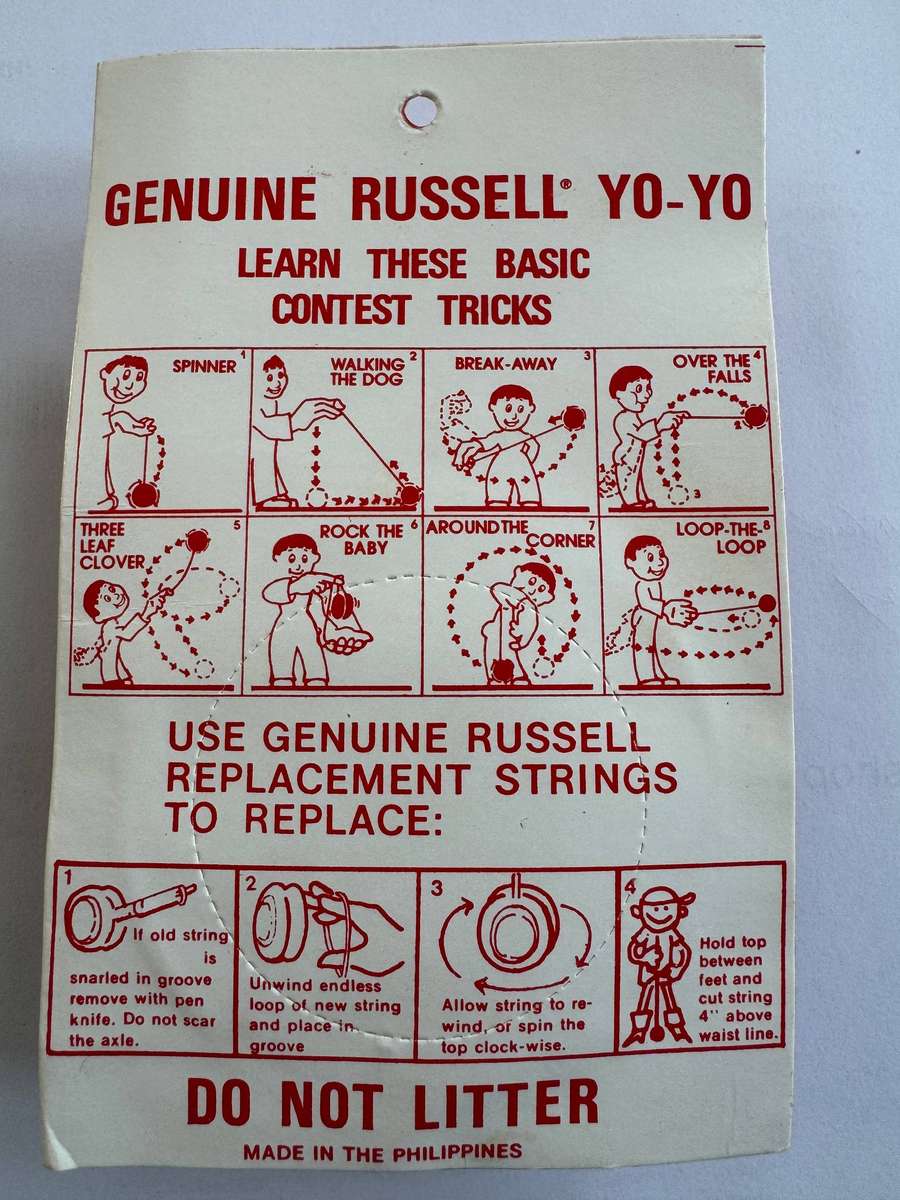 GENUINE RUSSELL® YO-YO
LEARN THESE BASIC
CONTEST TRICKS
SPINNER 1
WALKING 2
THE DOG
BREAK-AWAY 3
OVER THE 4
FALLS
2
3
THREE 5
LEAF
CLOVER
ROCK THE 6
BABY
AROUND THE 7
CORNER
LOOP-THE- 8
LOOP
USE GENUINE RUSSELL
REPLACEMENT STRINGS
TO REPLACE:
1
If old string
is
snarled in groove
remove with pen
knife. Do not scar
the axle.
2
Unwind endless
loop of new string
and place in
groove
3
Allow string to re-
wind, or spin the
top clock-wise.
4
Hold top
between
feet and
cut string
4" above
waist line.
DO NOT LITTER
MADE IN THE PHILIPPINES